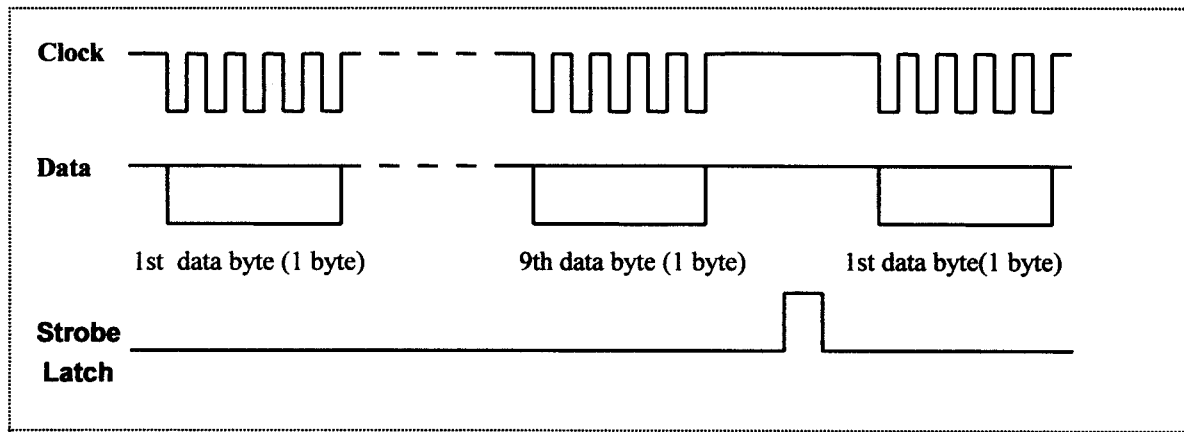 Clock
Data
1st data byte (1 byte)
9th data byte (1 byte)
1st data byte(1 byte)
Strobe
Latch